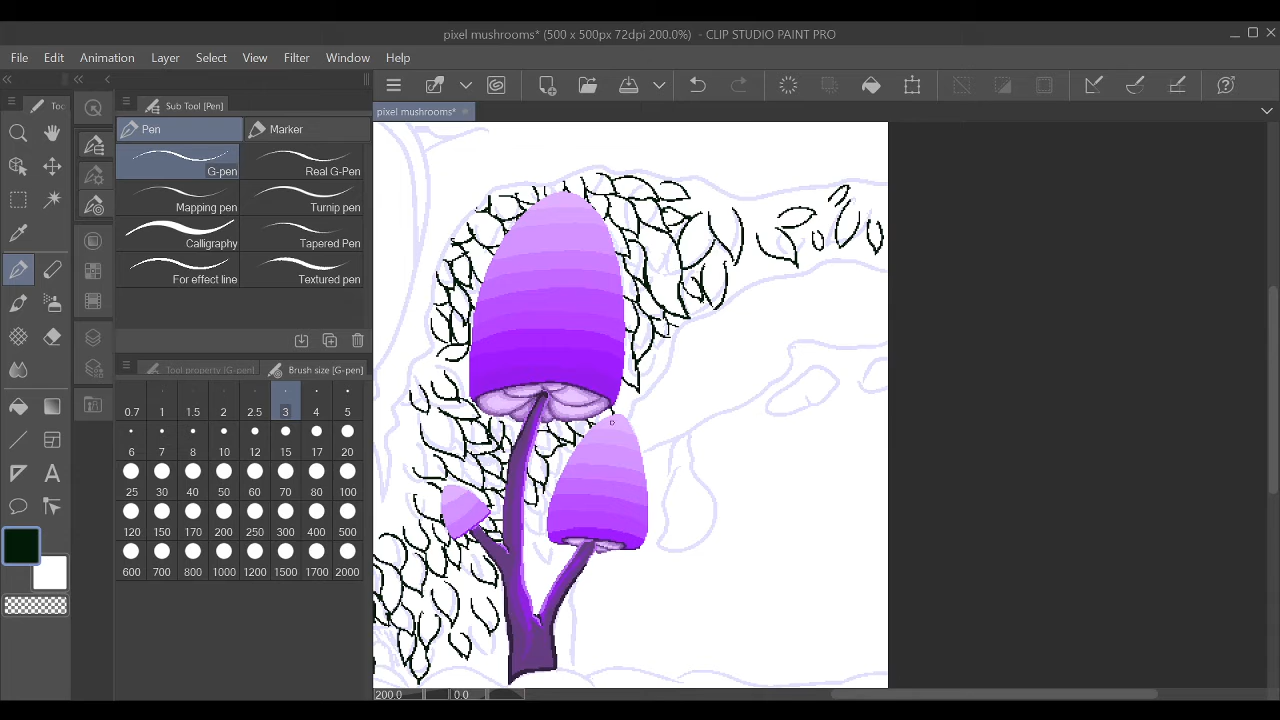 pixel mushrooms* (500 x 500px 72dpi 200.0%) - CLIP STUDIO PAINT PRO
File Edit Animation Layer Select View Filter Window Help
Toc Sub Tool [Pen]
pixel mushrooms*
Pen Marker
G-pen Real G-Pen
Mapping pen Turnip pen
Calligraphy Tapered Pen
For effect line Textured pen
Tool property [G-pen] Brush size [G-pen]
0.7 1 1.5 2 2.5 3 4 5
6 7 8 10 12 15 17 20
25 30 40 50 60 70 80 100
120 150 170 200 250 300 400 500
600 700 800 1000 1200 1500 1700 2000
200.0 0.0